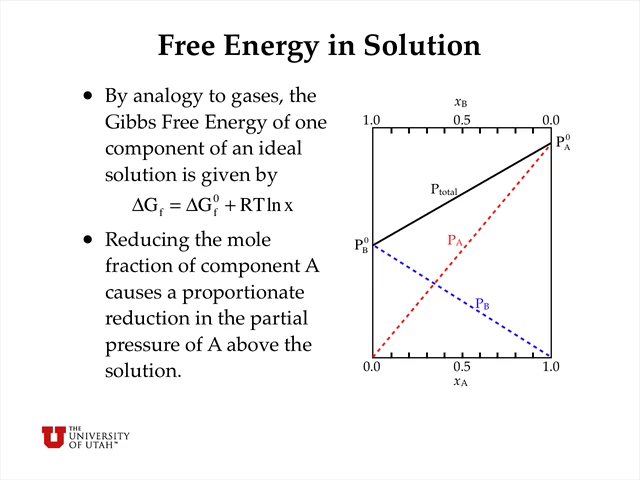 Free Energy in Solution
• By analogy to gases, the
Gibbs Free Energy of one
component of an ideal
solution is given by
ΔG_f = ΔG_f^0 + RT ln x
• Reducing the mole
fraction of component A
causes a proportionate
reduction in the partial
pressure of A above the
solution.
x_B
1.0 0.5 0.0
P_A^0
P_total
P_B^0
P_A
P_B
0.0 0.5 1.0
x_A
THE
UNIVERSITY
OF UTAH™